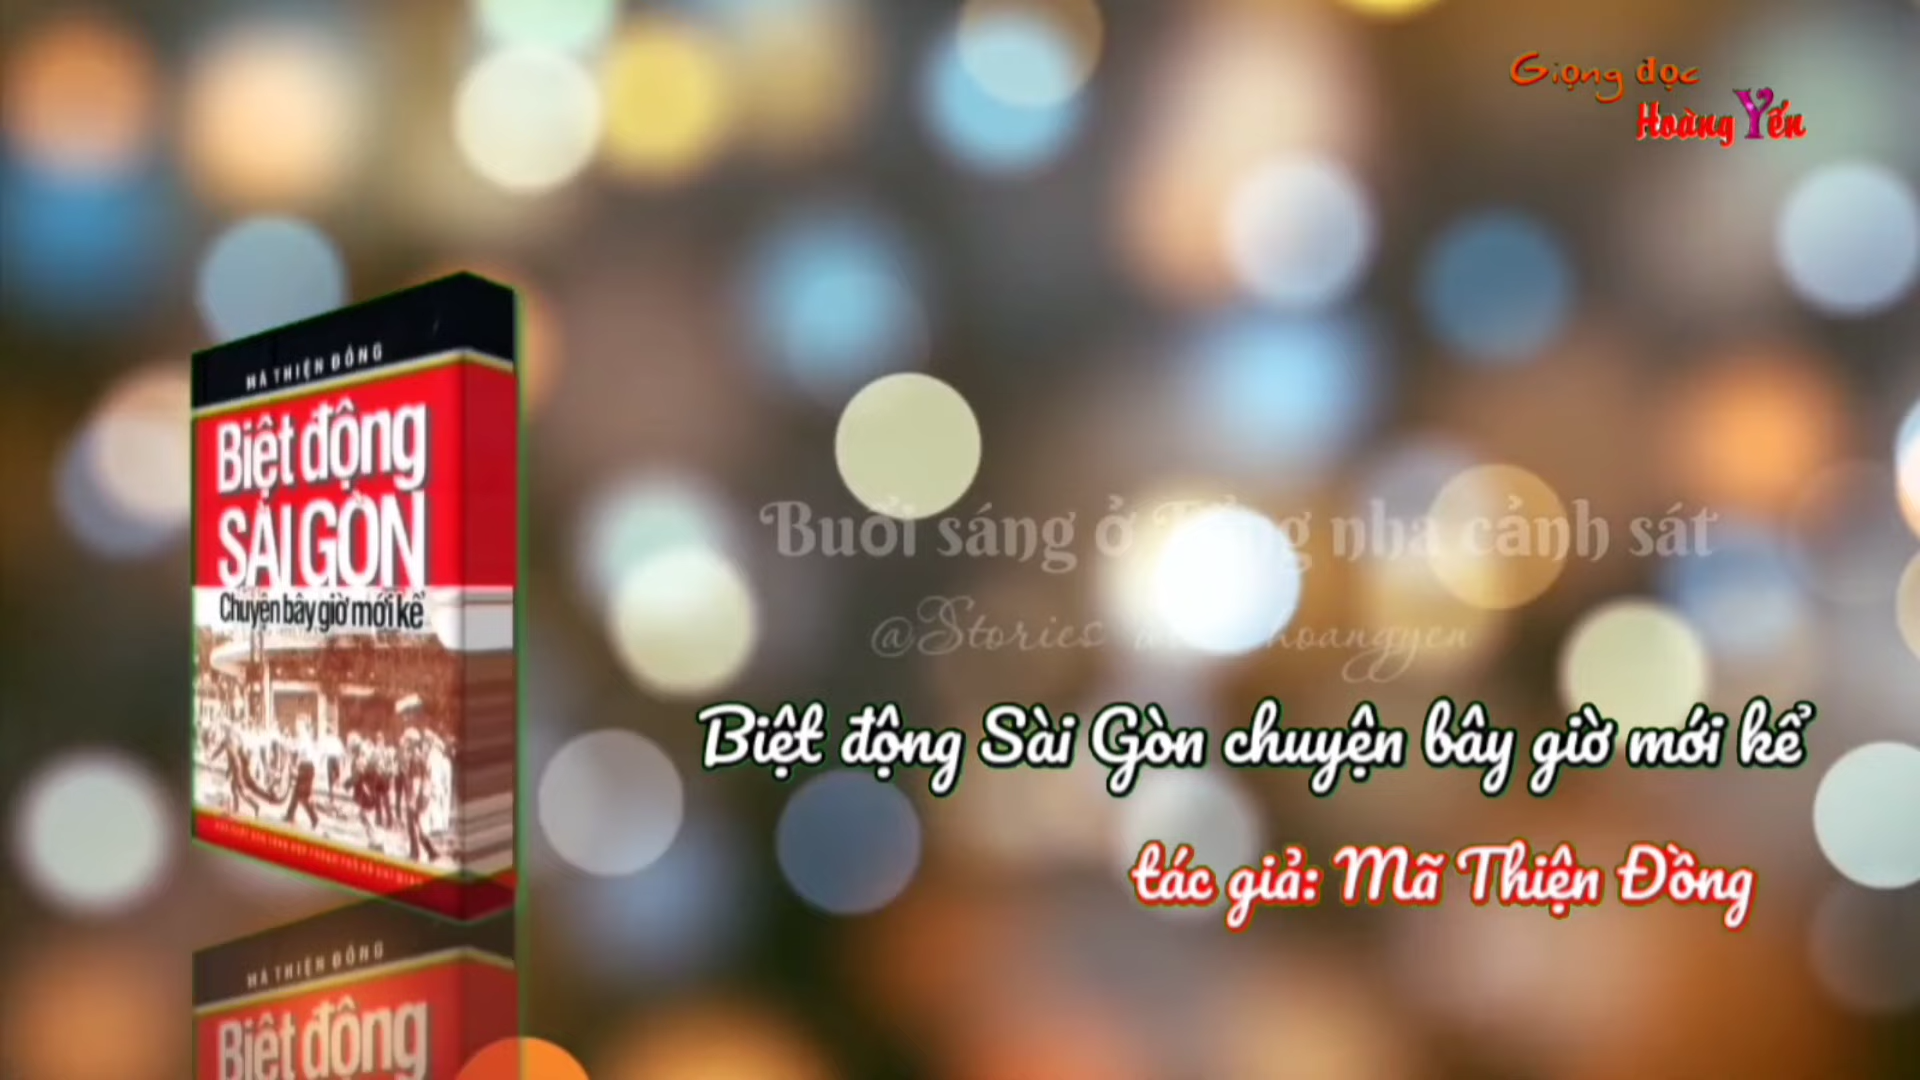 Giọng đọc
Hoàng Yến
MÃ THIỆN ĐỒNG
Biệt động
SÀI GÒN
Chuyện bây giờ mới kể
Buổi sáng ở Tổng nha cảnh sát
@Stories hoangyen
Biệt động Sài Gòn chuyện bây giờ mới kể
tác giả: Mã Thiện Đồng
MÃ THIỆN ĐỒNG
Biệt động